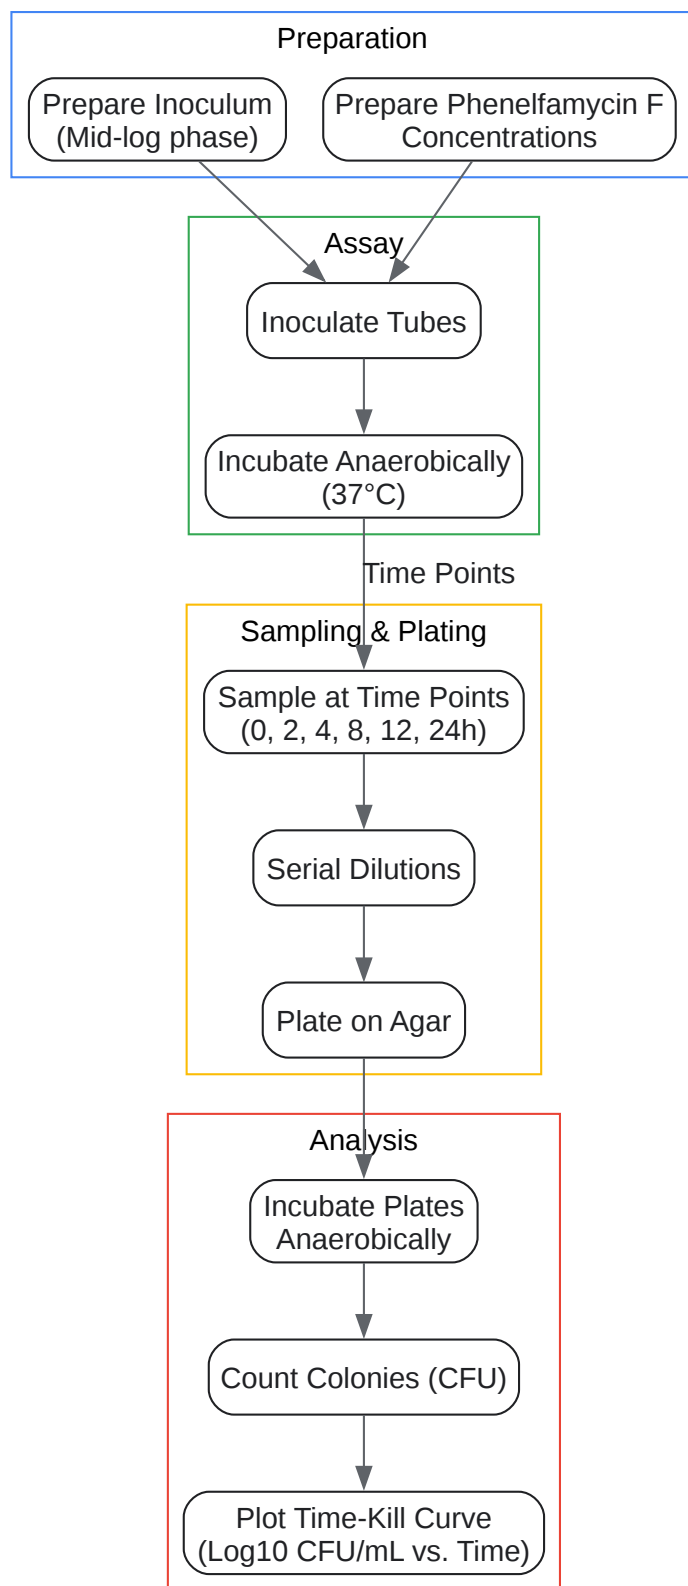 Preparation
Prepare Inoculum
(Mid-log phase)
Prepare Phenelfamycin F
Concentrations
Assay
Inoculate Tubes
Incubate Anaerobically
(37°C)
Time Points
Sampling & Plating
Sample at Time Points
(0, 2, 4, 8, 12, 24h)
Serial Dilutions
Plate on Agar
Analysis
Incubate Plates
Anaerobically
Count Colonies (CFU)
Plot Time-Kill Curve
(Log10 CFU/mL vs. Time)